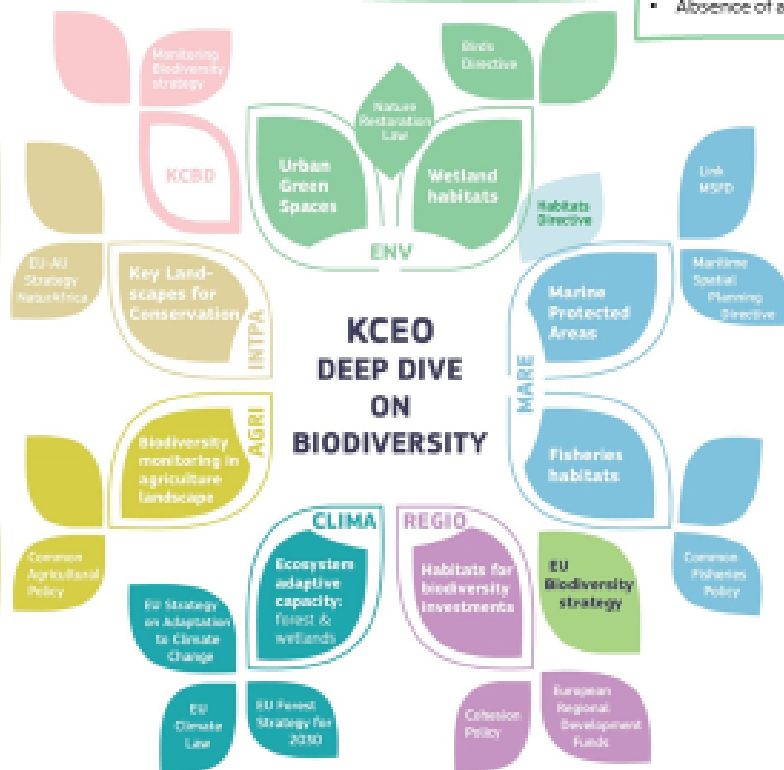 • Absence of a
Monitoring
Biodiversity
strategy
KCBD
Birds
Directive
Nature
Restoration
Law
Urban
Green
Spaces
Wetland
habitats
ENV
Habitats
Directive
Link
MSFD
Maritime
Spatial
Planning
Directive
EU-AU
Strategy
NaturAfrica
Key Land-
scapes for
Conservation
INTPA
Marine
Protected
Areas
MARE
KCEO
DEEP DIVE
ON
BIODIVERSITY
AGRI
Biodiversity
monitoring in
agriculture
landscape
Fisheries
habitats
Common
Agricultural
Policy
Common
Fisheries
Policy
CLIMA
Ecosystem
adaptive
capacity:
forest &
wetlands
REGIO
Habitats for
biodiversity
investments
EU
Biodiversity
strategy
EU Strategy
on Adaptation
to Climate
Change
EU
Climate
Law
EU Forest
Strategy for
2030
Cohesion
Policy
European
Regional
Development
Funds